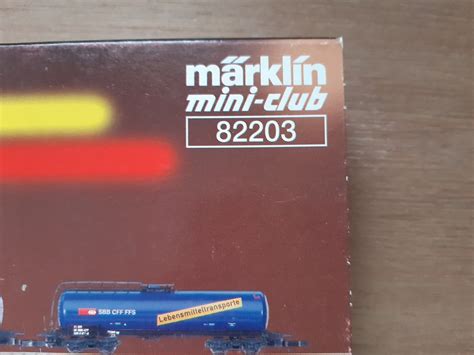 märklin
mini-club
82203
SBB CFF FFS
Lebensmitteltransporte